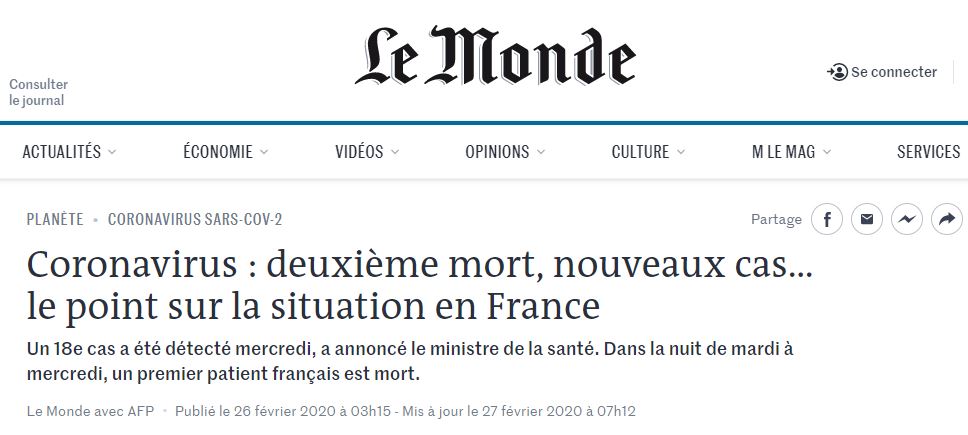 Le Monde
Consulter
le journal
Se connecter
ACTUALITÉS
ÉCONOMIE
VIDÉOS
OPINIONS
CULTURE
M LE MAG
SERVICES
PLANÈTE • CORONAVIRUS SARS-COV-2
Partage
Coronavirus : deuxième mort, nouveaux cas...
le point sur la situation en France
Un 18e cas a été détecté mercredi, a annoncé le ministre de la santé. Dans la nuit de mardi à
mercredi, un premier patient français est mort.
Le Monde avec AFP • Publié le 26 février 2020 à 03h15 - Mis à jour le 27 février 2020 à 07h12